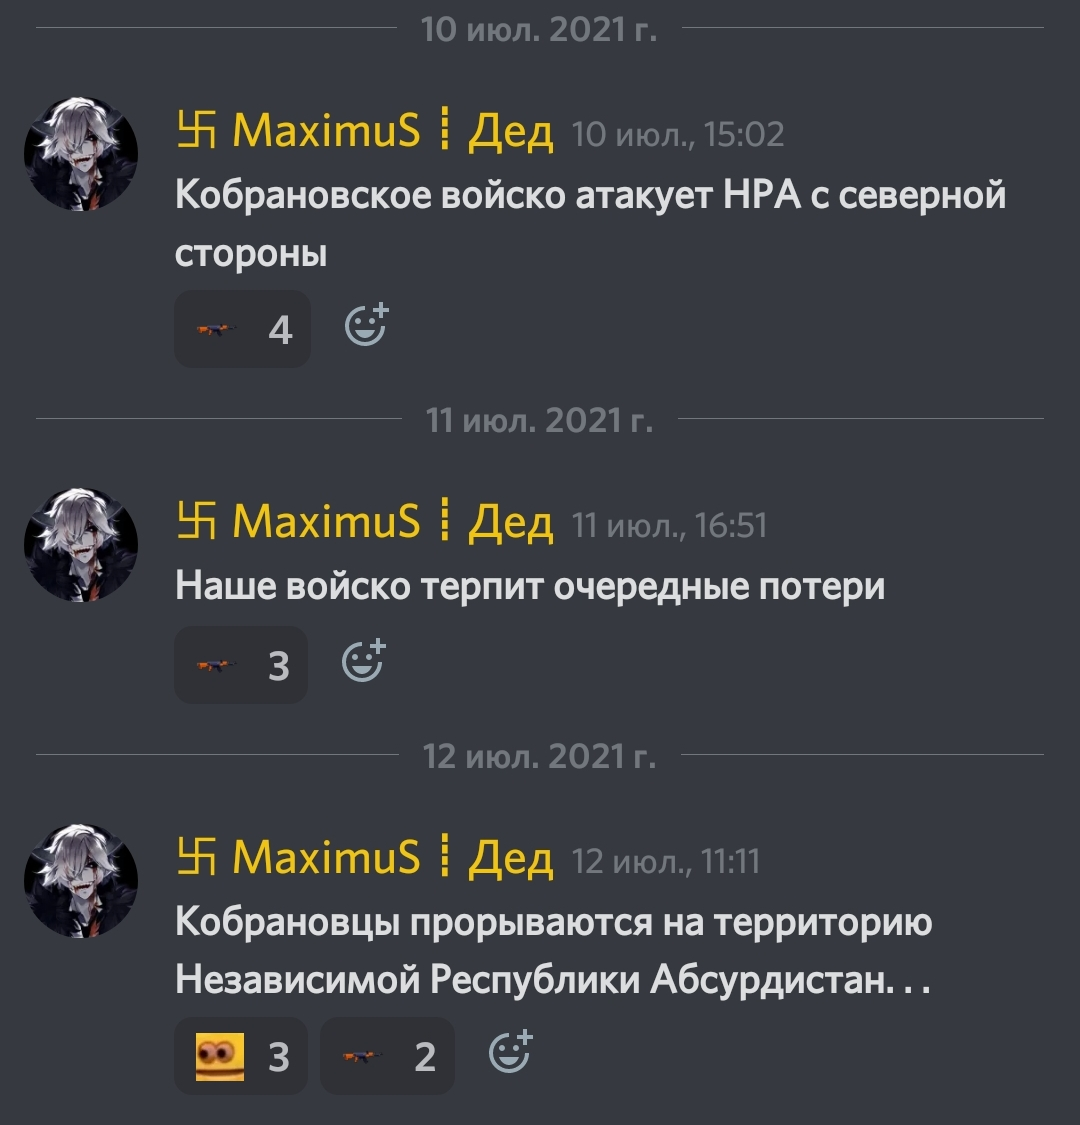 10 июл. 2021 г.
卐 MaximuS ┋ Дед 10 июл., 15:02
Кобрановское войско атакует НРА с северной
стороны
4
11 июл. 2021 г.
卐 MaximuS ┋ Дед 11 июл., 16:51
Наше войско терпит очередные потери
3
12 июл. 2021 г.
卐 MaximuS ┋ Дед 12 июл., 11:11
Кобрановцы прорываются на территорию
Независимой Республики Абсурдистан. . .
3 2